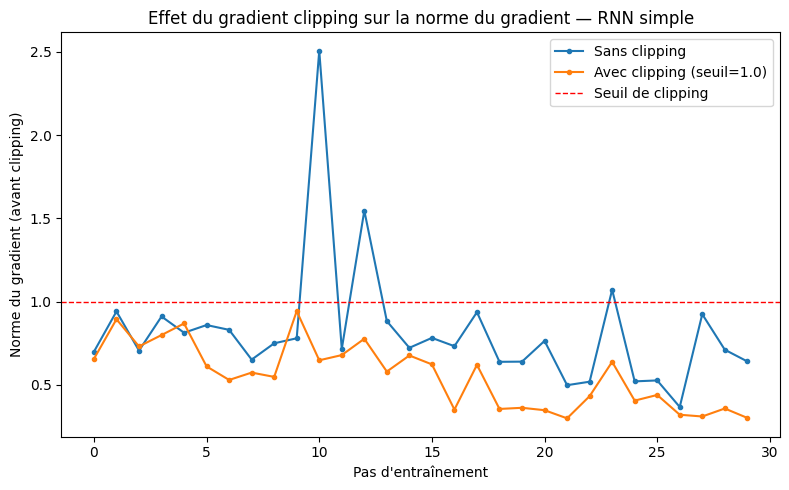 Effet du gradient clipping sur la norme du gradient — RNN simple
Sans clipping
Avec clipping (seuil=1.0)
Seuil de clipping
Norme du gradient (avant clipping)
2.5
2.0
1.5
1.0
0.5
0 5 10 15 20 25 30
Pas d'entraînement